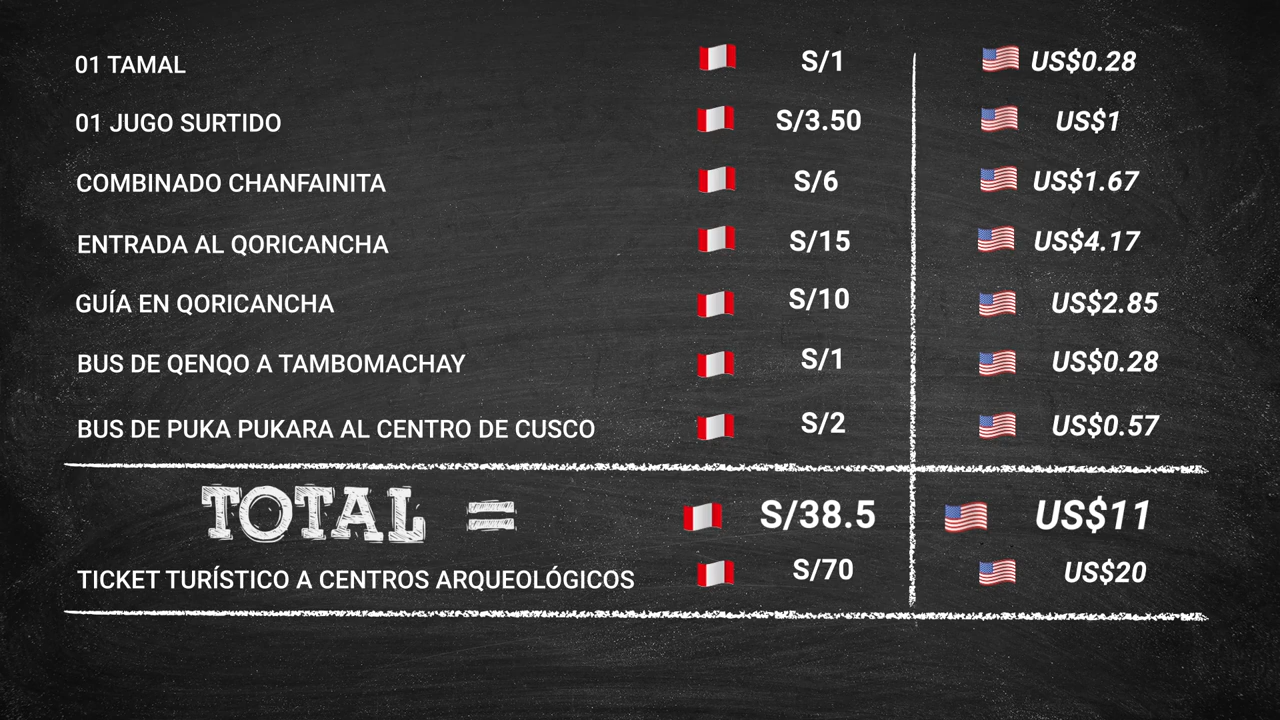 01 TAMAL S/1 US$0.28
01 JUGO SURTIDO S/3.50 US$1
COMBINADO CHANFAINITA S/6 US$1.67
ENTRADA AL QORICANCHA S/15 US$4.17
GUÍA EN QORICANCHA S/10 US$2.85
BUS DE QENQO A TAMBOMACHAY S/1 US$0.28
BUS DE PUKA PUKARA AL CENTRO DE CUSCO S/2 US$0.57
TOTAL = S/38.5 US$11
TICKET TURÍSTICO A CENTROS ARQUEOLÓGICOS S/70 US$20